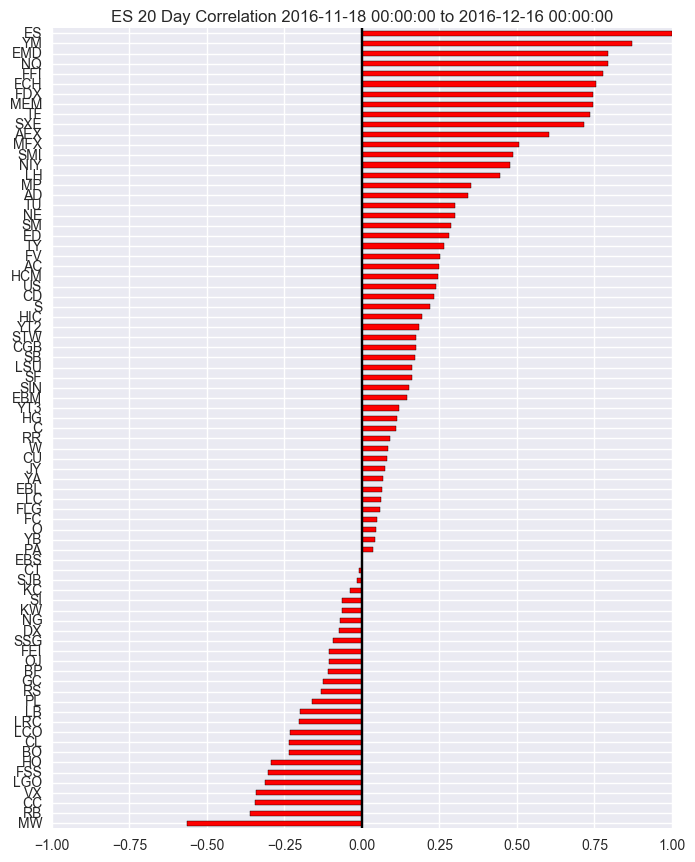 ES 20 Day Correlation 2016-11-18 00:00:00 to 2016-12-16 00:00:00
ES
YM
EMD
NQ
FFI
ECH
FDX
MEM
TF
SXE
AEX
MFX
SMI
NIY
LH
MP
AD
TU
NE
SM
ED
TY
FV
AC
HCM
US
CD
S
HIC
YT2
STW
CGB
SB
LSU
SF
SIN
EBM
YT3
HG
C
RR
W
CU
JY
YA
EBL
LC
FLG
FC
O
YB
PA
EBS
CT
SJB
KC
SI
KW
NG
DX
SSG
FEI
OJ
BP
GC
RS
PL
LB
LRC
LCO
CL
BO
HO
FSS
LGO
VX
CC
RB
MW
−1.00 −0.75 −0.50 −0.25 0.00 0.25 0.50 0.75 1.00